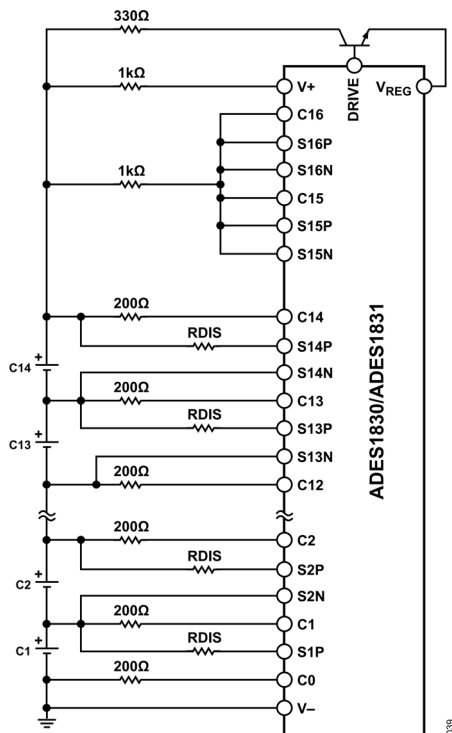 330Ω
1kΩ
V+
DRIVE
VREG
C16
S16P
S16N
1kΩ
C15
S15P
S15N
200Ω
C14
RDIS
S14P
+
C14
S14N
200Ω
C13
RDIS
S13P
+
C13
S13N
200Ω
C12
ADES1830/ADES1831
200Ω
C2
RDIS
S2P
+
C2
S2N
200Ω
C1
RDIS
S1P
+
C1
200Ω
C0
V–
039